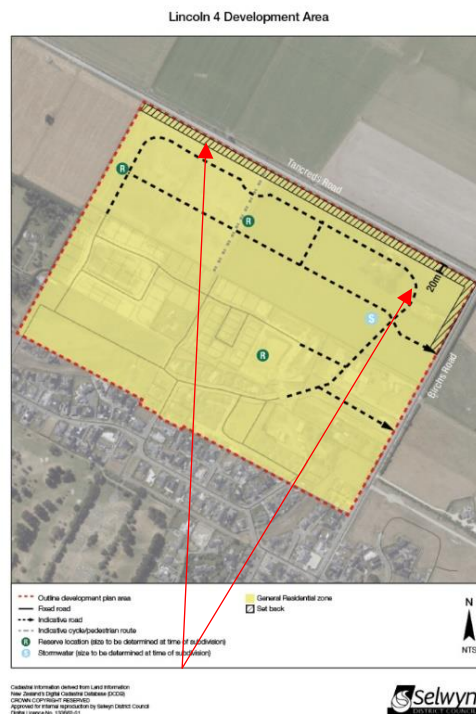 Lincoln 4 Development Area
Tancreds Road
R
R
20m
S
R
Birchs Road
Outline development plan area
Fixed road
Indicative road
Indicative cycle/pedestrian route
R Reserve location (size to be determined at time of subdivision)
S Stormwater (size to be determined at time of subdivision)
General Residential zone
Set back
N
NTS
Cadastral Information derived from Land Information
New Zealand's Digital Cadastral Database (DCDB)
CROWN COPYRIGHT RESERVED
Approved for internal reproduction by Selwyn District Council
Selwyn
DISTRICT COUNCIL